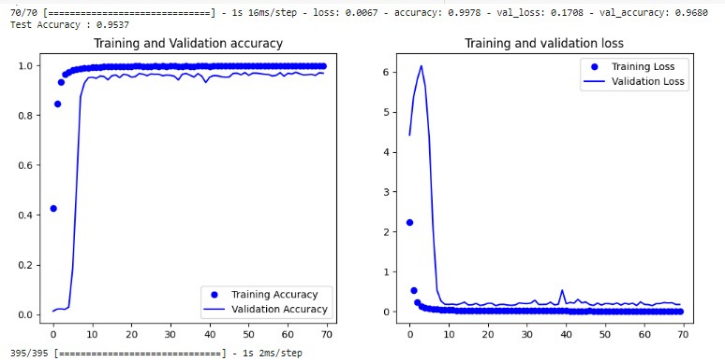 70/70 [==============================] - 1s 16ms/step - loss: 0.0067 - accuracy: 0.9978 - val_loss: 0.1708 - val_accuracy: 0.9680
Test Accuracy : 0.9537
Training and Validation accuracy
1.0
0.8
0.6
0.4
0.2
0.0
Training Accuracy
Validation Accuracy
0 10 20 30 40 50 60 70
Training and validation loss
Training Loss
Validation Loss
6
5
4
3
2
1
0
0 10 20 30 40 50 60 70
395/395 [==============================] - 1s 2ms/step